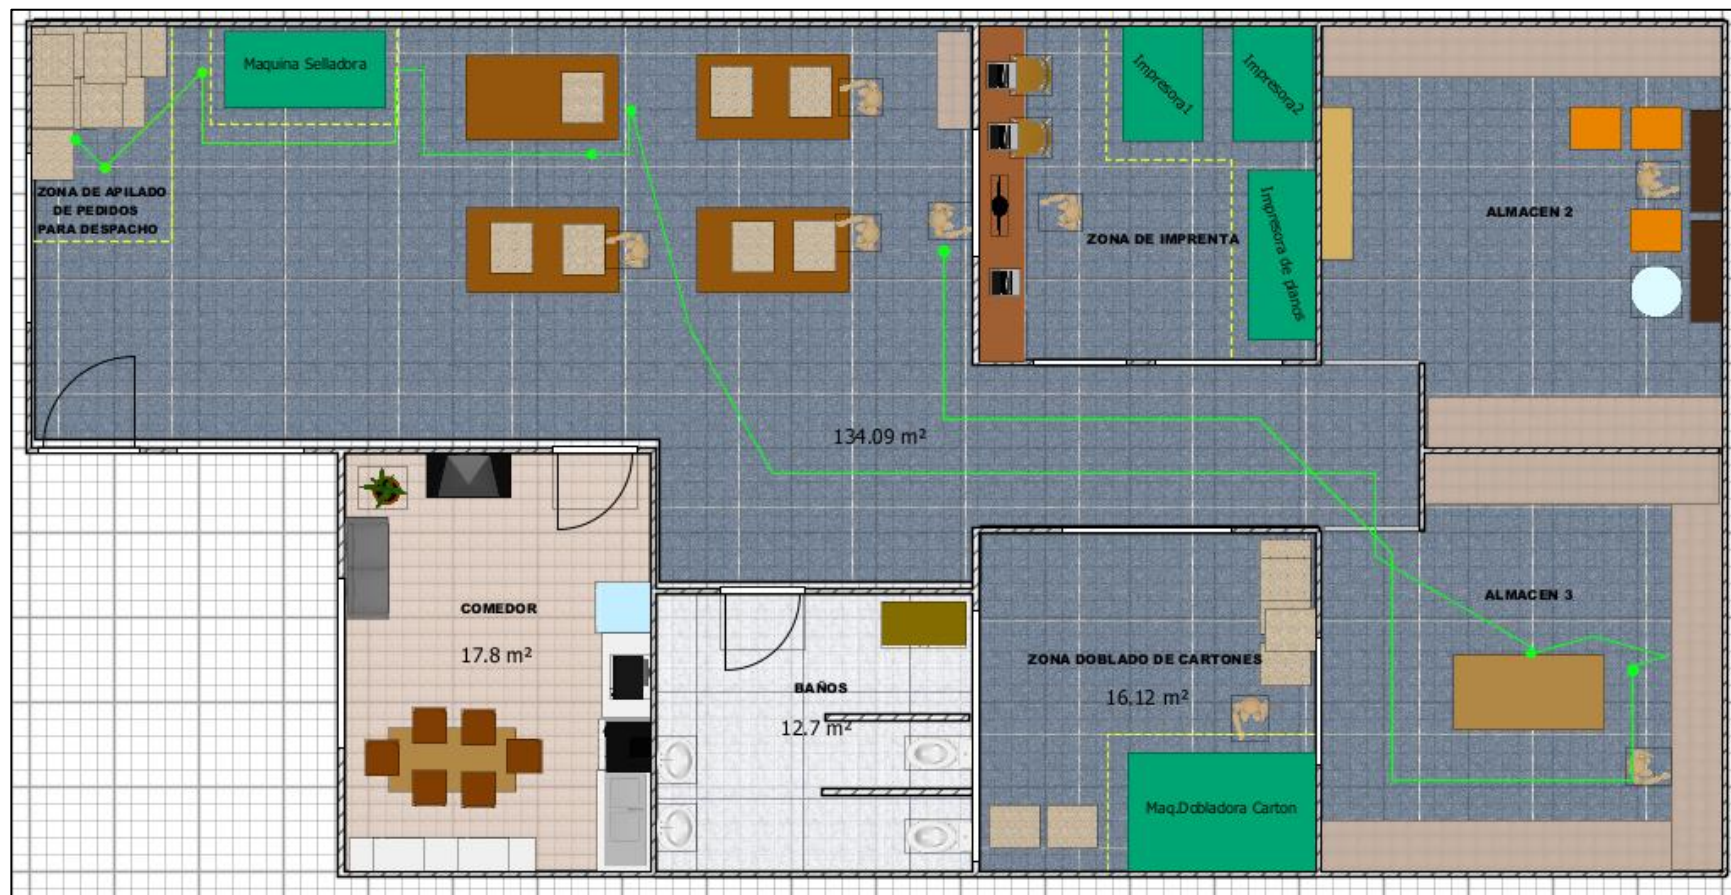 Maquina Selladora
Impresora1
Impresora2
ZONA DE APILADO
DE PEDIDOS
PARA DESPACHO
Impresora de planos
ZONA DE IMPRENTA
ALMACEN 2
134.09 m²
COMEDOR
17.8 m²
BAÑOS
12.7 m²
ZONA DOBLADO DE CARTONES
16.12 m²
Maq.Dobladora Carton
ALMACEN 3